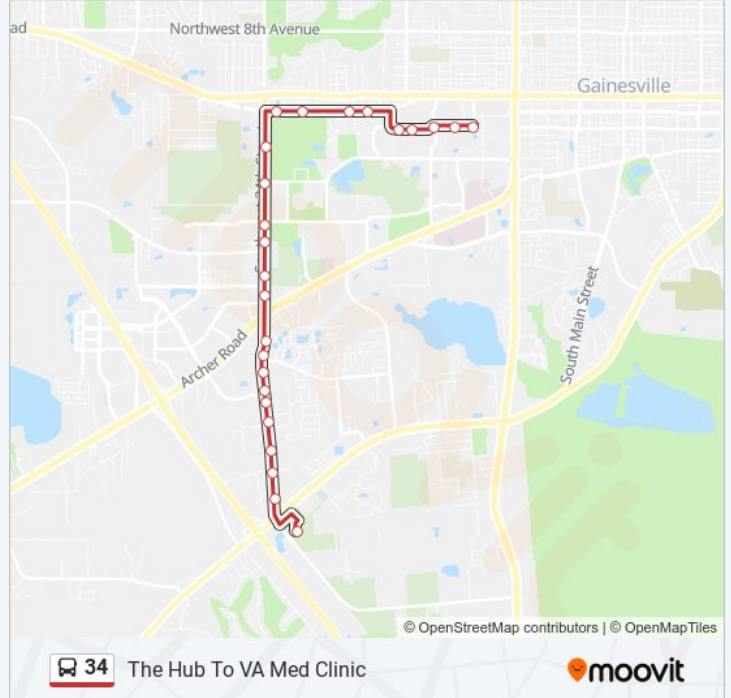 ad
Northwest 8th Avenue
Gainesville
South Main Street
Archer Road
© OpenStreetMap contributors | © OpenMapTiles
34 The Hub To VA Med Clinic
moovit